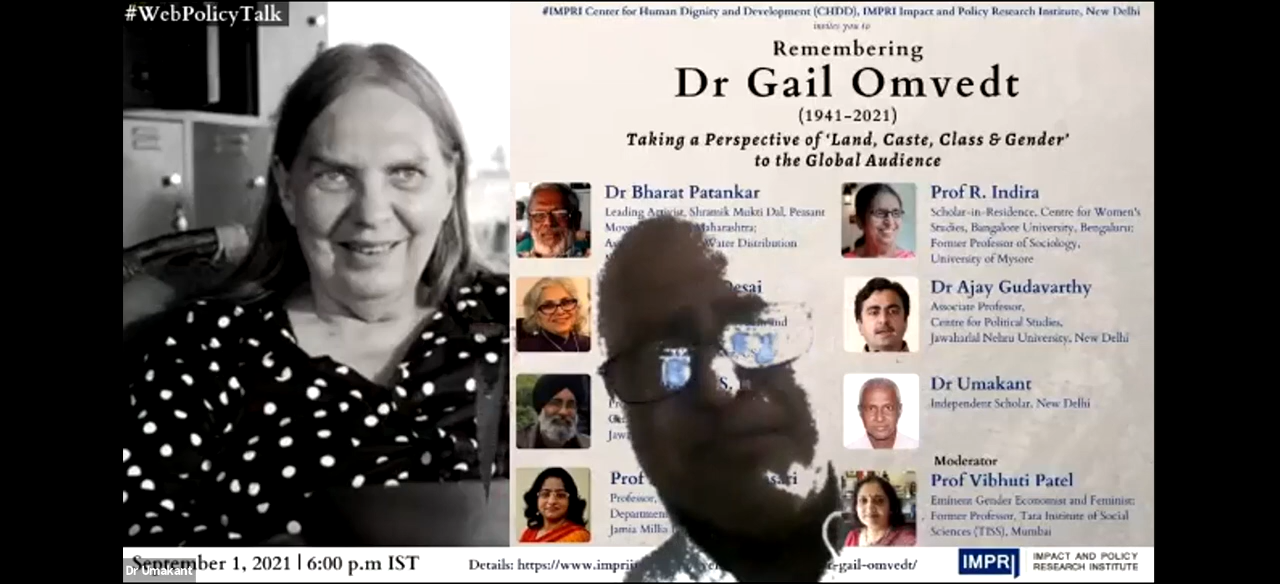 #WebPolicyTalk
#IMPRI Center for Human Dignity and Development (CHDD), IMPRI Impact and Policy Research Institute, New Delhi
invites you to
Remembering
Dr Gail Omvedt
(1941-2021)
Taking a Perspective of 'Land, Caste, Class & Gender'
to the Global Audience
Dr Bharat Patankar
Leading Activist, Shramik Mukti Dal, Peasant
Maharashtra;
Water Distribution
Desai
and
S.
Prof
Professor,
Department
Jamia Millia
Prof R. Indira
Scholar-in-Residence, Centre for Women's
Studies, Bangalore University, Bengaluru;
Former Professor of Sociology,
University of Mysore
Dr Ajay Gudavarthy
Associate Professor,
Centre for Political Studies,
Jawaharlal Nehru University, New Delhi
Dr Umakant
Independent Scholar, New Delhi
Moderator
Prof Vibhuti Patel
Eminent Gender Economist and Feminist;
Former Professor, Tata Institute of Social
Sciences (TISS), Mumbai
September 1, 2021 | 6:00 p.m IST
Details: https://www.impri
-gail-omvedt/
IMPRI
IMPACT AND POLICY
RESEARCH INSTITUTE
Dr Umakant